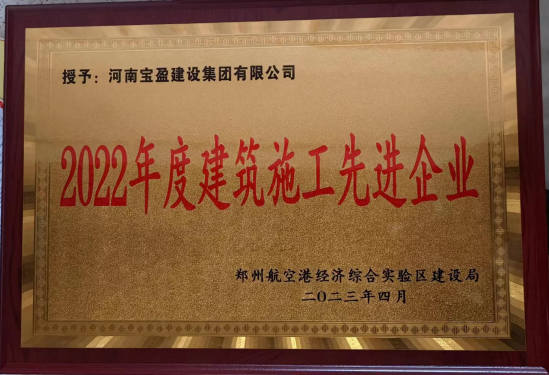 授予：河南宝盈建设集团有限公司
2022年度建筑施工先进企业
郑州航空港经济综合实验区建设局
二〇二三年四月